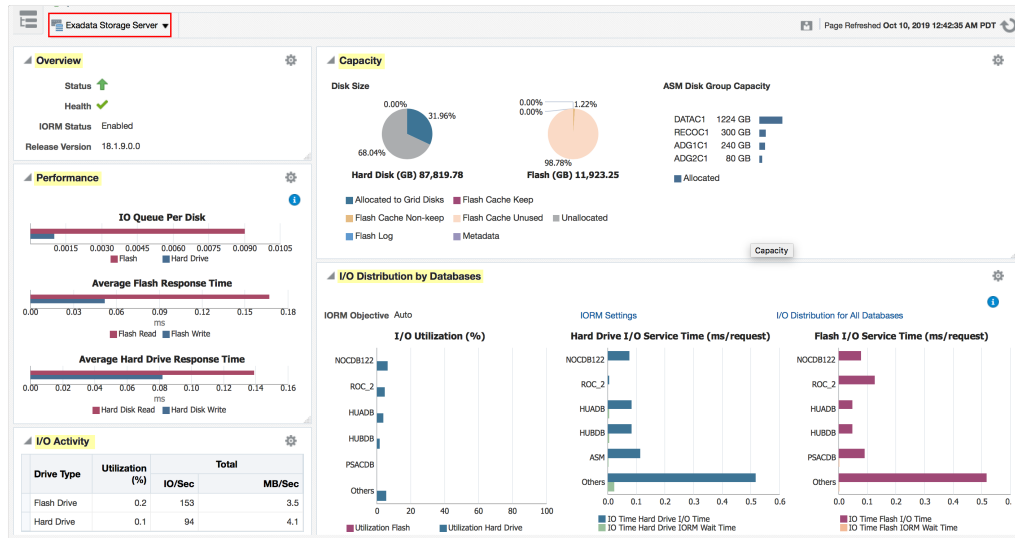 Exadata Storage Server
Page Refreshed Oct 10, 2019 12:42:35 AM PDT
Overview
Status
Health
IORM Status Enabled
Release Version 18.1.9.0.0
Performance
IO Queue Per Disk
0.0015 0.0030 0.0045 0.0060 0.0075 0.0090 0.0105
Flash Hard Drive
Average Flash Response Time
0.00 0.03 0.06 0.09 0.12 0.15 0.18
ms
Flash Read Flash Write
Average Hard Drive Response Time
0.00 0.02 0.04 0.06 0.08 0.10 0.12 0.14 0.16
ms
Hard Disk Read Hard Disk Write
I/O Activity
Drive Type Utilization (%) Total
IO/Sec MB/Sec
Flash Drive 0.2 153 3.5
Hard Drive 0.1 94 4.1
Capacity
Disk Size
0.00%
31.96%
68.04%
Hard Disk (GB) 87,819.78
0.00%
0.00%
1.22%
98.78%
Flash (GB) 11,923.25
Allocated to Grid Disks Flash Cache Keep
Flash Cache Non-keep Flash Cache Unused Unallocated
Flash Log Metadata
ASM Disk Group Capacity
DATAC1 1224 GB
RECOC1 300 GB
ADG1C1 240 GB
ADG2C1 80 GB
Allocated
Capacity
I/O Distribution by Databases
IORM Objective Auto
IORM Settings
I/O Distribution for All Databases
I/O Utilization (%)
NOCDB122
ROC_2
HUADB
HUBDB
PSACDB
Others
0 20 40 60 80 100
Utilization Flash Utilization Hard Drive
Hard Drive I/O Service Time (ms/request)
NOCDB122
ROC_2
HUADB
HUBDB
ASM
Others
0.0 0.1 0.2 0.3 0.4 0.5 0.6
IO Time Hard Drive I/O Time
IO Time Hard Drive IORM Wait Time
Flash I/O Service Time (ms/request)
NOCDB122
ROC_2
HUADB
HUBDB
PSACDB
Others
0.0 0.1 0.2 0.3 0.4 0.5 0.
IO Time Flash I/O Time
IO Time Flash IORM Wait Time